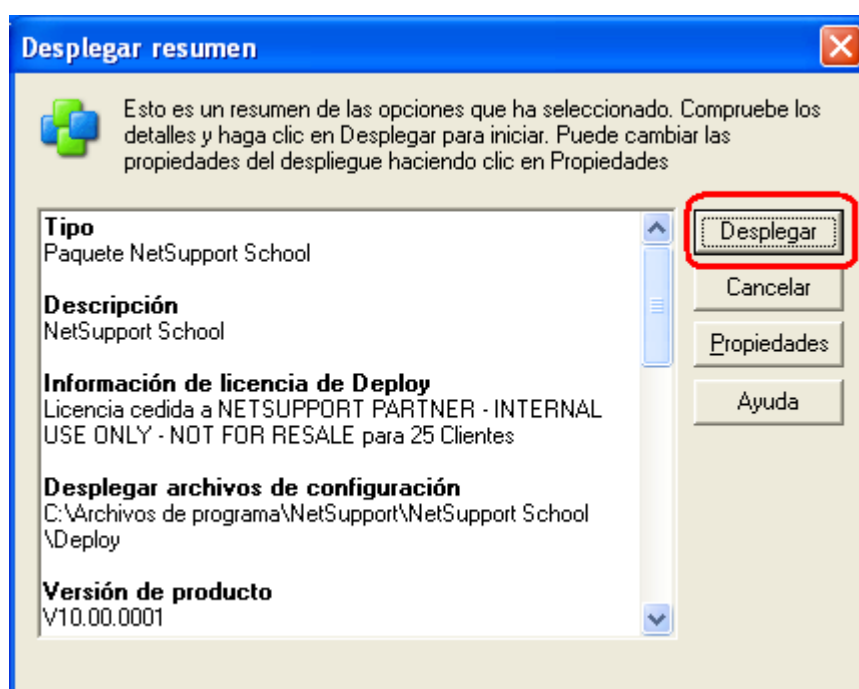 Desplegar resumen
Esto es un resumen de las opciones que ha seleccionado. Compruebe los
detalles y haga clic en Desplegar para iniciar. Puede cambiar las
propiedades del despliegue haciendo clic en Propiedades
Tipo
Paquete NetSupport School
Descripción
NetSupport School
Información de licencia de Deploy
Licencia cedida a NETSUPPORT PARTNER - INTERNAL
USE ONLY - NOT FOR RESALE para 25 Clientes
Desplegar archivos de configuración
C:\Archivos de programa\NetSupport\NetSupport School
\Deploy
Versión de producto
V10.00.0001
Desplegar
Cancelar
Propiedades
Ayuda